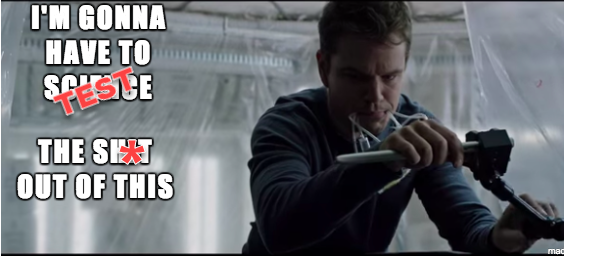 I'M GONNA
HAVE TO
SCIENCE
TEST
THE SH*T
OUT OF THIS